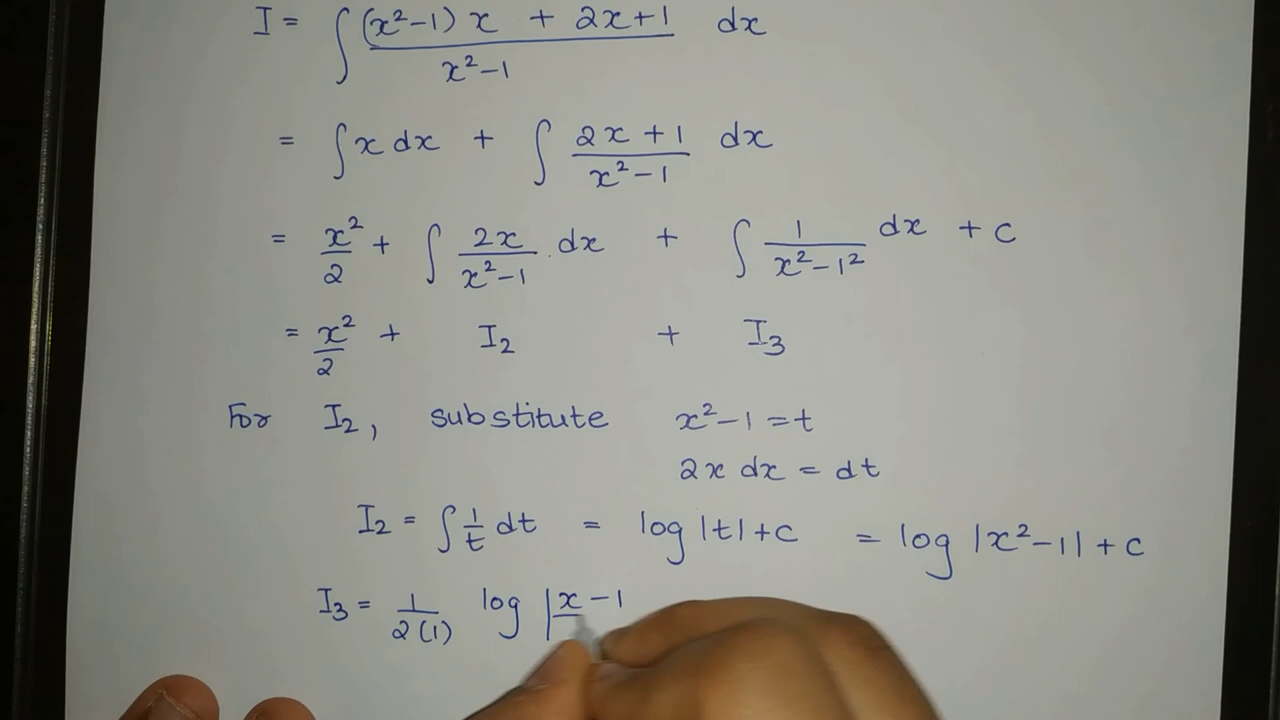 I = ∫ (x²-1) x + 2x+1 / x²-1 dx
= ∫ x dx + ∫ 2x+1 / x²-1 dx
= x²/2 + ∫ 2x / x²-1 . dx + ∫ 1 / x²-1² dx + c
= x²/2 + I₂ + I₃
For I₂, substitute x²-1 = t
2x dx = dt
I₂ = ∫ 1/t dt = log |t| + c = log |x²-1| + c
I₃ = 1/2(1) log |x-1